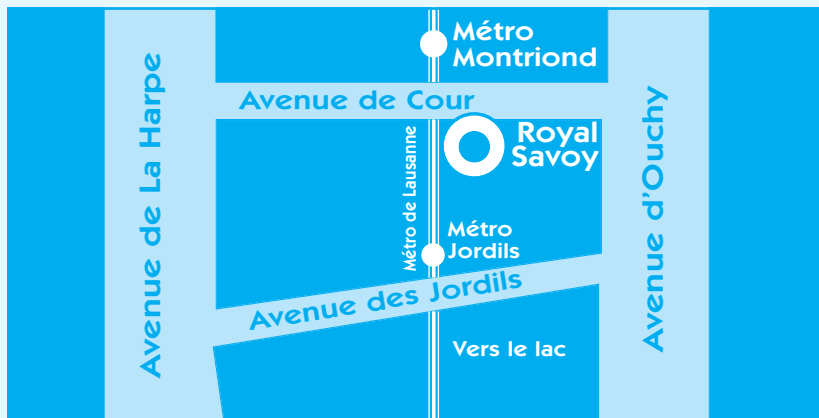 Métro
Montriond
Avenue de Cour
Royal
Savoy
Avenue de La Harpe
Métro de Lausanne
Avenue d'Ouchy
Métro
Jordils
Avenue des Jordils
Vers le lac